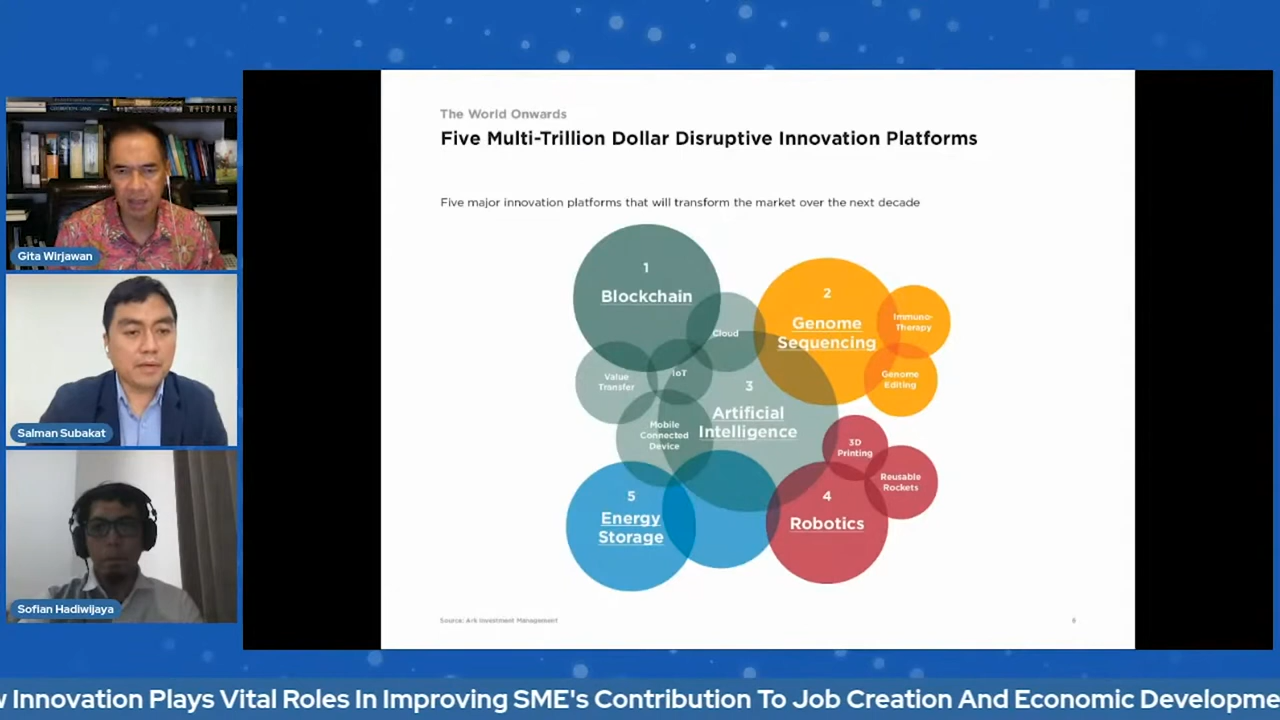 Gita Wirjawan
Salman Subakat
Sofian Hadiwijaya
The World Onwards
Five Multi-Trillion Dollar Disruptive Innovation Platforms
Five major innovation platforms that will transform the market over the next decade
1
Blockchain
Cloud
Value
Transfer
IoT
Mobile
Connected
Device
2
Genome
Sequencing
Immuno-
Therapy
Genome
Editing
3
Artificial
Intelligence
3D
Printing
Reusable
Rockets
4
Robotics
5
Energy
Storage
Source: Ark Investment Management
6
Innovation Plays Vital Roles In Improving SME's Contribution To Job Creation And Economic Developme